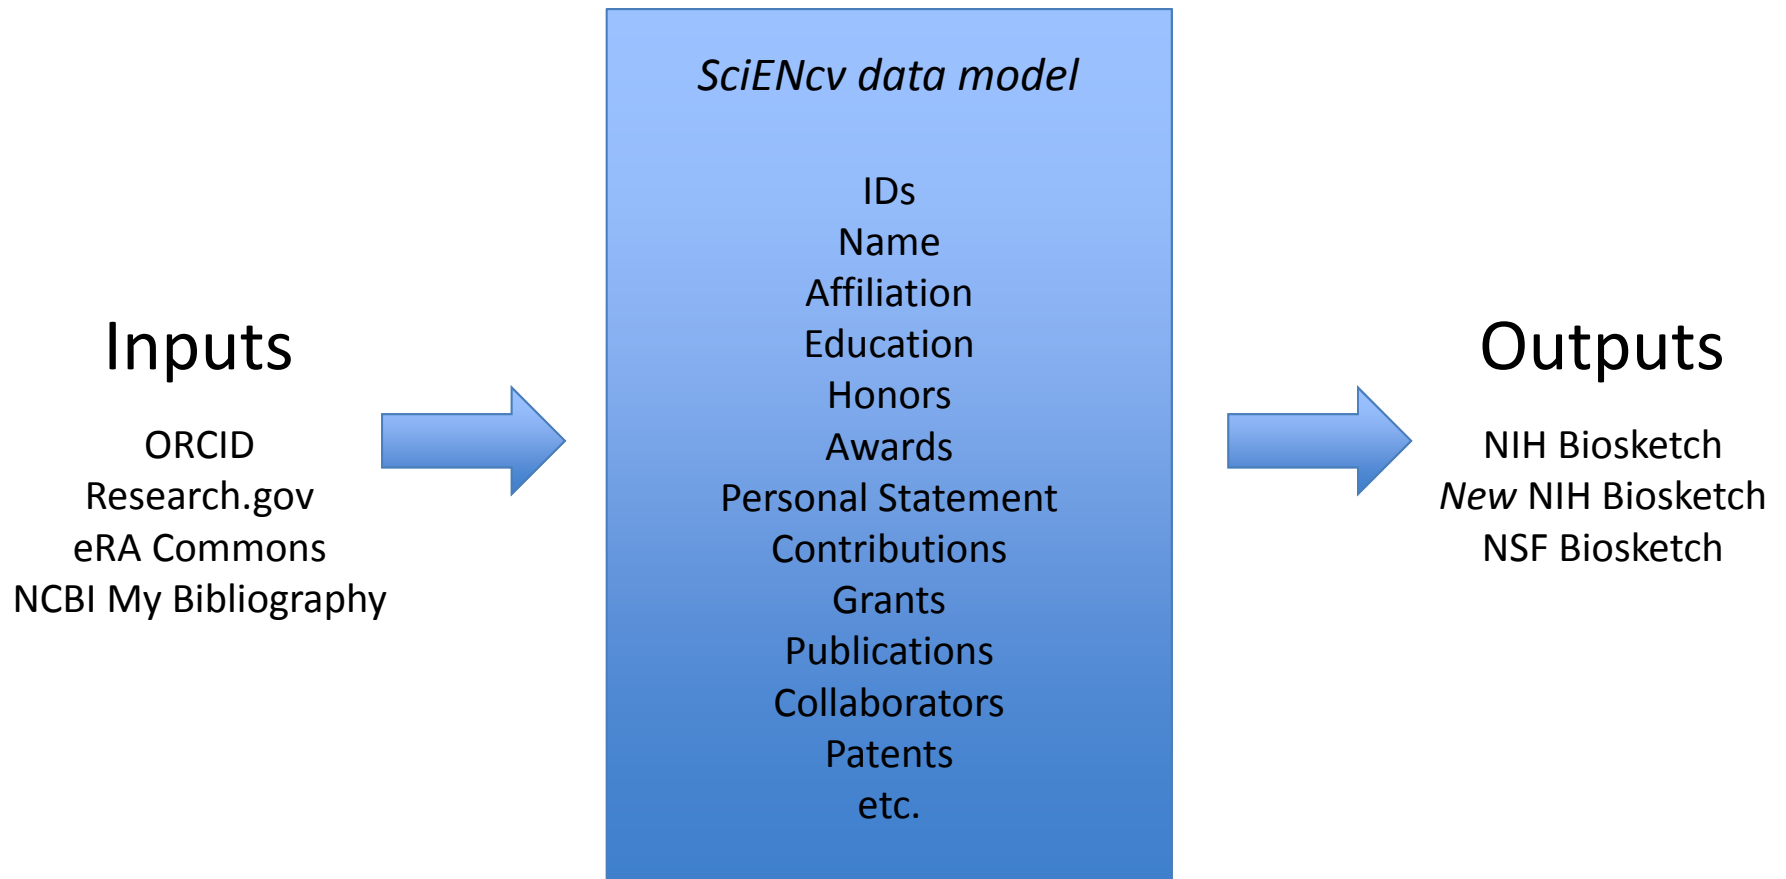 Inputs
ORCID
Research.gov
eRA Commons
NCBI My Bibliography
SciENcv data model
IDs
Name
Affiliation
Education
Honors
Awards
Personal Statement
Contributions
Grants
Publications
Collaborators
Patents
etc.
Outputs
NIH Biosketch
New NIH Biosketch
NSF Biosketch